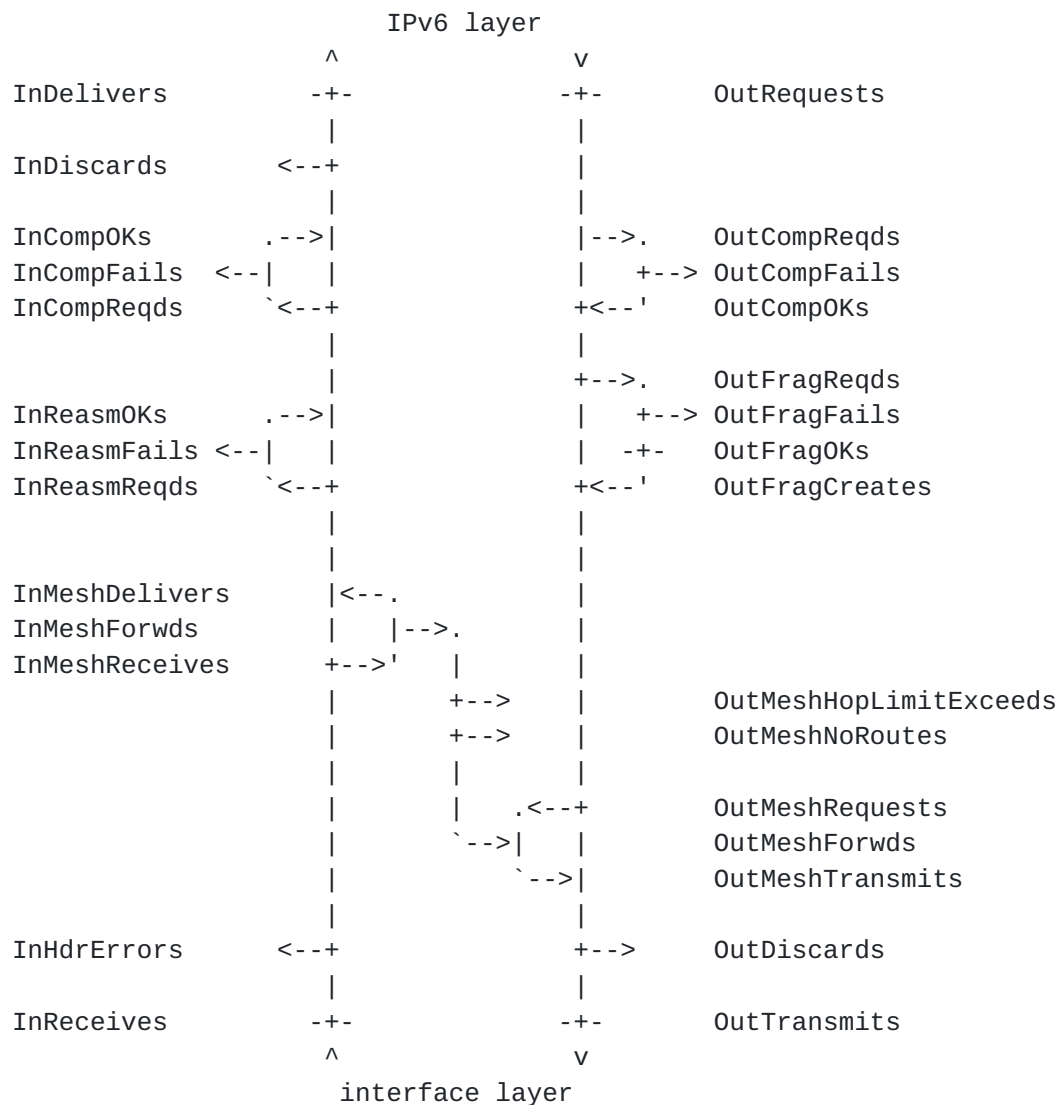 IPv6 layer
^ v
InDelivers -+- -+- OutRequests
| |
InDiscards <--+ |
| |
InCompOKs .-->| |-->. OutCompReqds
InCompFails <--| | | +--> OutCompFails
InCompReqds `<--+ +<--' OutCompOKs
| |
| +-->. OutFragReqds
InReasmOKs .-->| | +--> OutFragFails
InReasmFails <--| | | -+- OutFragOKs
InReasmReqds `<--+ +<--' OutFragCreates
| |
| |
InMeshDelivers |<--. |
InMeshForwds | |-->. |
InMeshReceives +-->' | |
| +--> | OutMeshHopLimitExceeds
| +--> | OutMeshNoRoutes
| | |
| | .<--+ OutMeshRequests
| `-->| | OutMeshForwds
| `-->| OutMeshTransmits
| |
InHdrErrors <--+ +--> OutDiscards
| |
InReceives -+- -+- OutTransmits
^ v
interface layer